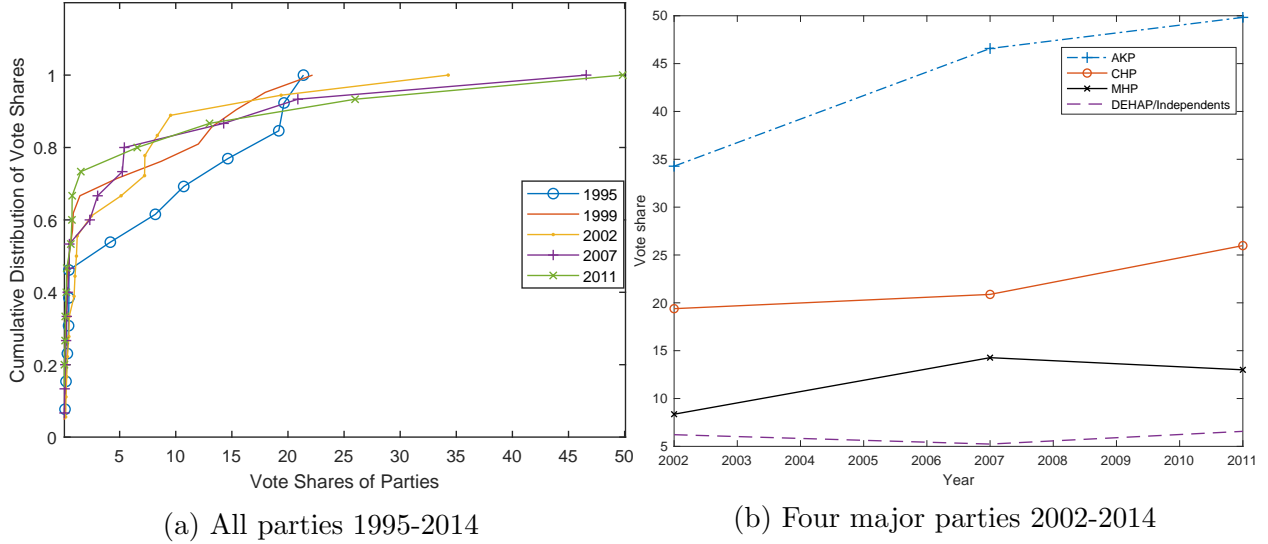 Cumulative Distribution of Vote Shares
1
0.8
0.6
0.4
0.2
0
5 10 15 20 25 30 35 40 45 50
Vote Shares of Parties
1995
1999
2002
2007
2011
(a) All parties 1995-2014
Vote share
50
45
40
35
30
25
20
15
10
5
2002 2003 2004 2005 2006 2007 2008 2009 2010 2011
Year
AKP
CHP
MHP
DEHAP/Independents
(b) Four major parties 2002-2014